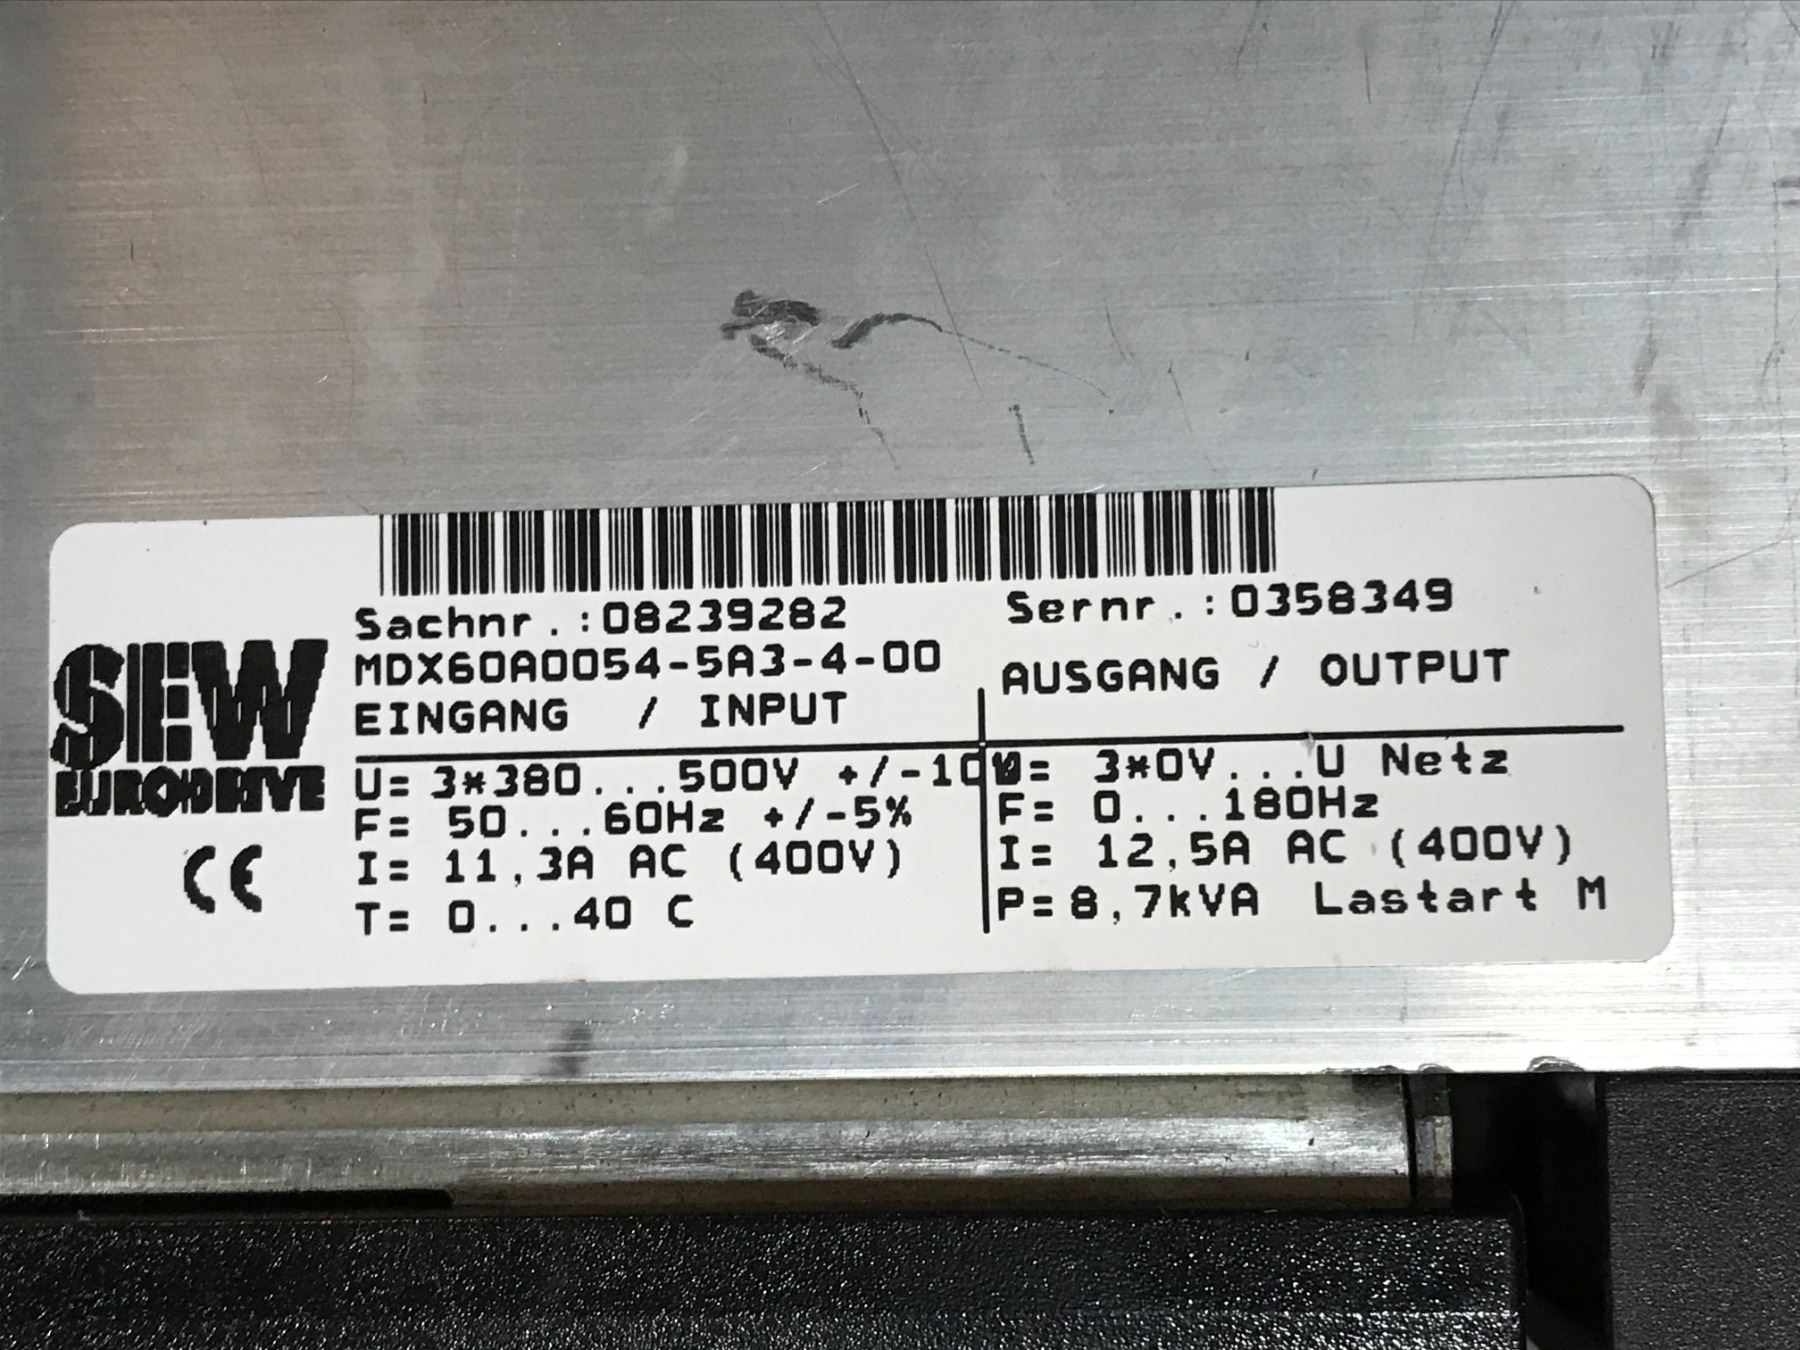 Sachnr.:08239282
Sernr.:0358349
MDX60A0054-5A3-4-00
EINGANG / INPUT
AUSGANG / OUTPUT
SEW
EURODRIVE
CE
U= 3*380...500V +/-10
F= 50...60Hz +/-5%
I= 11,3A AC (400V)
T= 0...40 C
U= 3*0V...U Netz
F= 0...180Hz
I= 12,5A AC (400V)
P=8,7kVA Lastart M